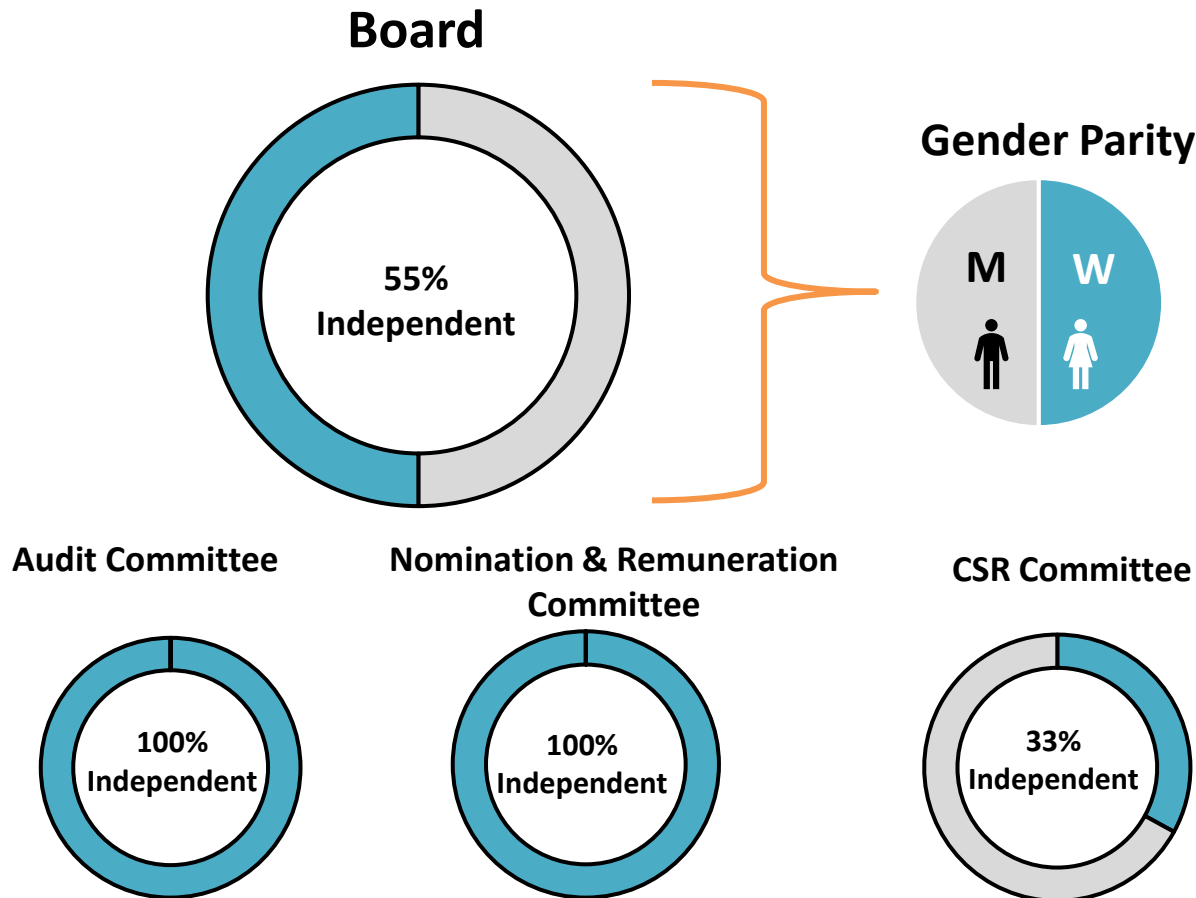 Board
55%
Independent
Gender Parity
M
W
Audit Committee
100%
Independent
Nomination & Remuneration
Committee
100%
Independent
CSR Committee
33%
Independent